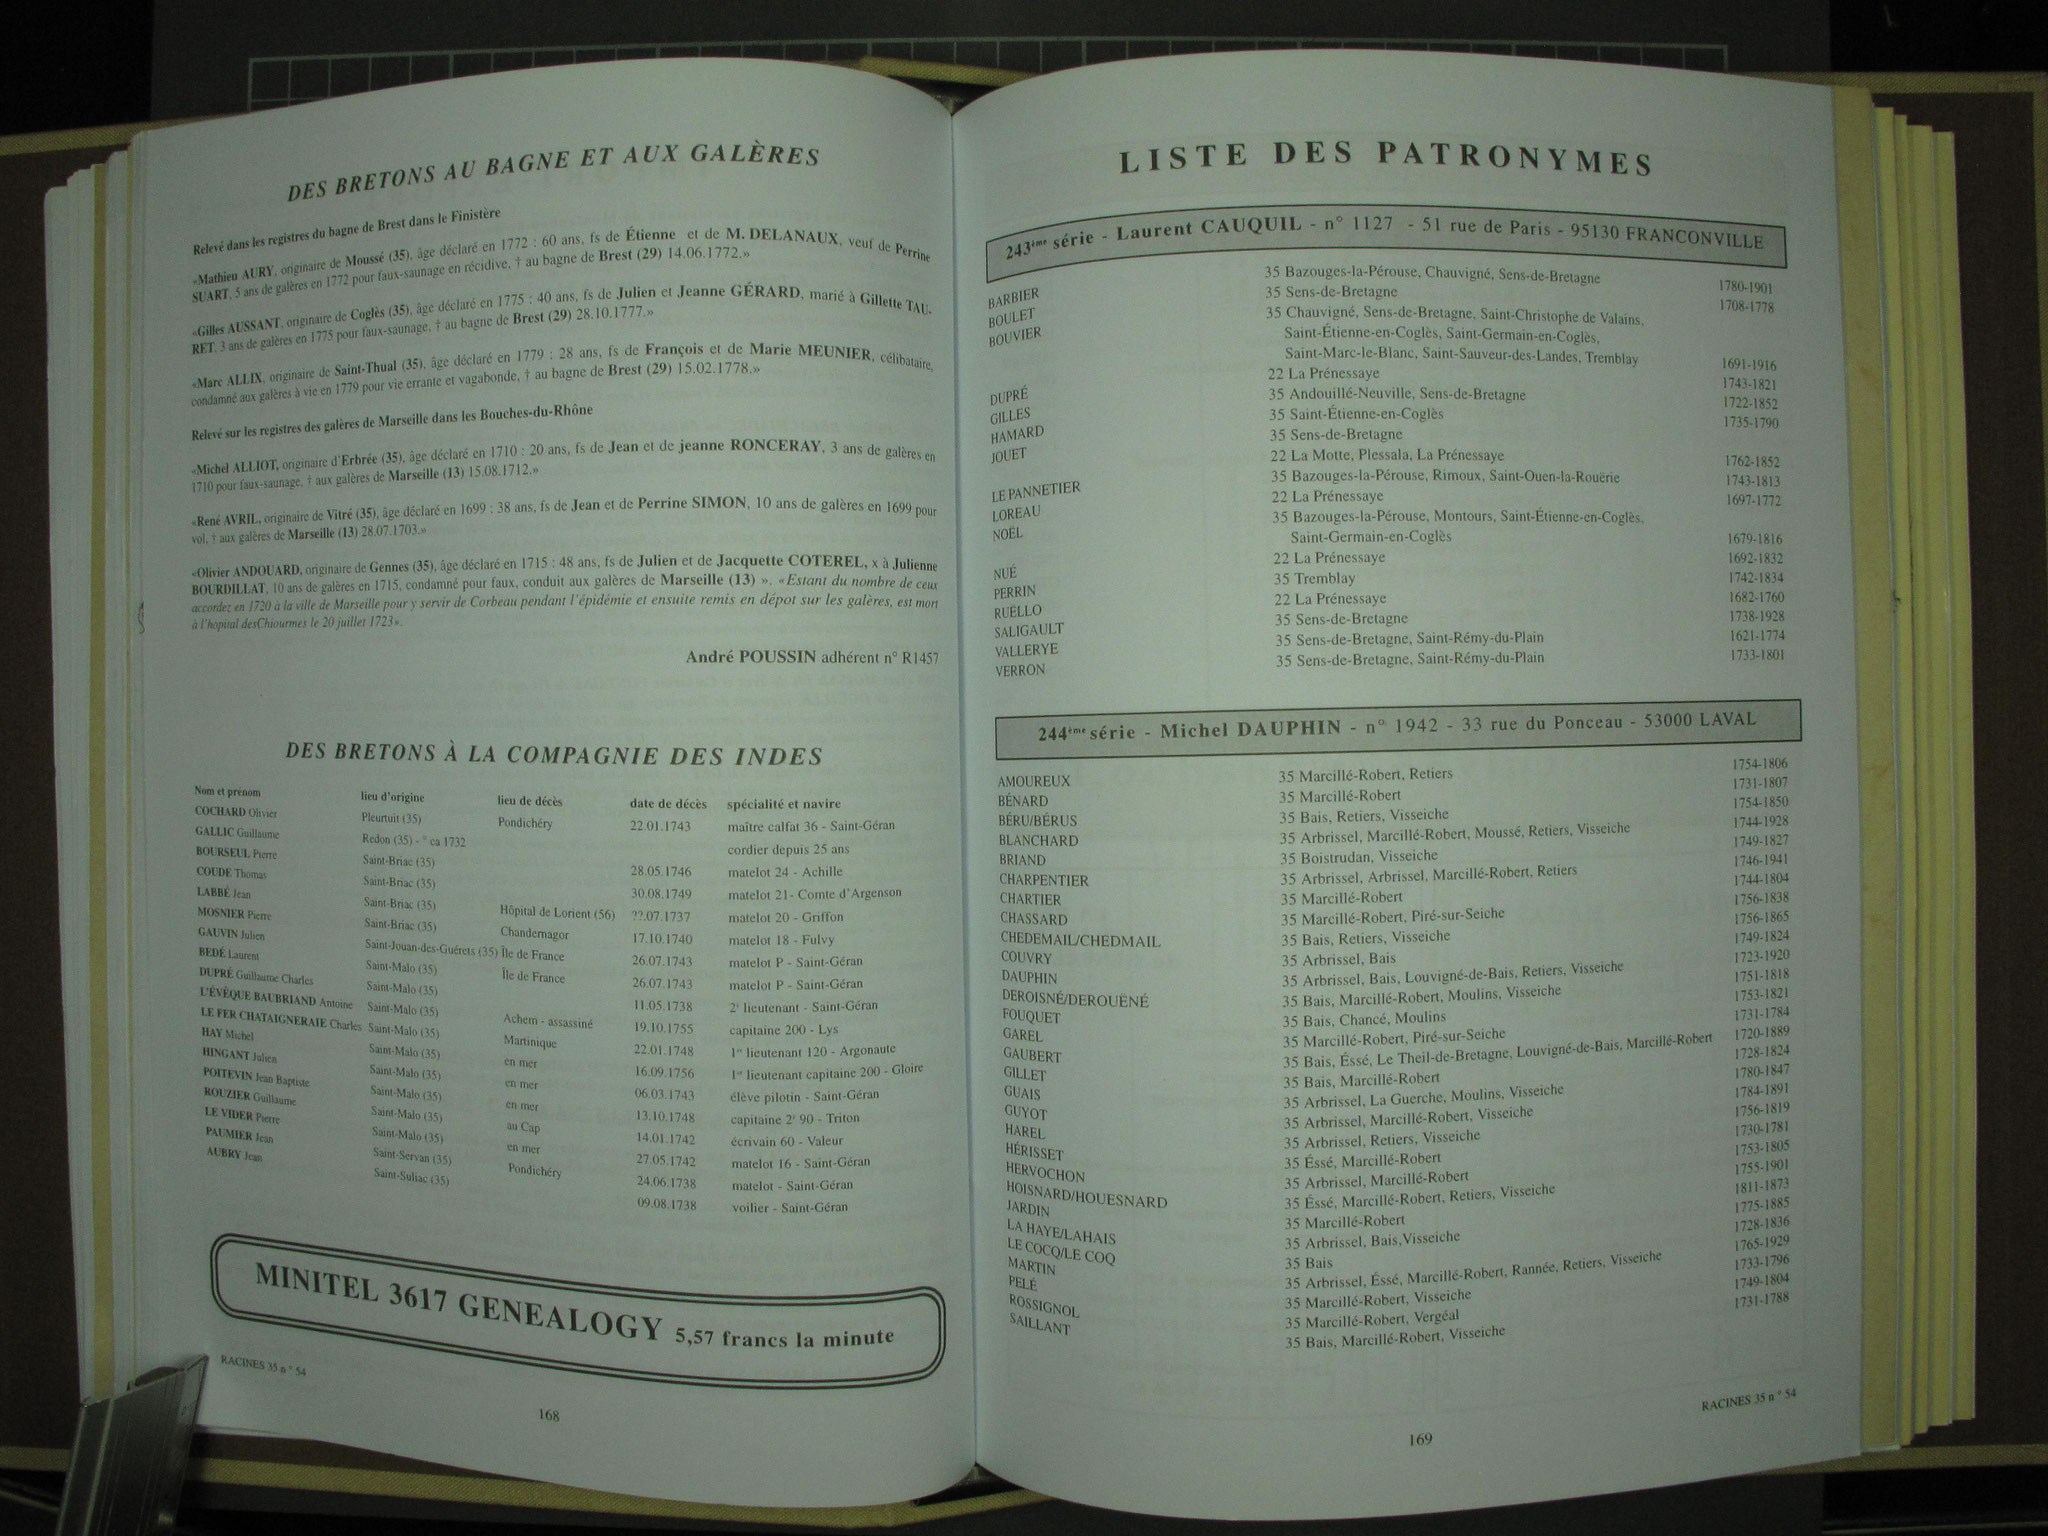 DES BRETONS AU BAGNE ET AUX GALÈRES
Relevé dans les registres du bagne de Brest dans le Finistère
«Mathieu AURY, originaire de Moussé (35), âge déclaré en 1772 : 60 ans, fs de Étienne et de M. DELANAUX, veuf de Perrine
SUART, 5 ans de galères en 1772 pour faux-saunage en récidive, † au bagne de Brest (29) 14.06.1772.»
«Gilles AUSSANT, originaire de Coglès (35), âge déclaré en 1775 : 40 ans, fs de Julien et Jeanne GÉRARD, marié à Gillette TAU-
RET, 3 ans de galères en 1775 pour faux-saunage, † au bagne de Brest (29) 28.10.1777.»
«Marc ALLIX, originaire de Saint-Thual (35), âge déclaré en 1779 : 28 ans, fs de François et de Marie MEUNIER, célibataire,
condamné aux galères à vie en 1779 pour vie errante et vagabonde, † au bagne de Brest (29) 15.02.1778.»
Relevé sur les registres des galères de Marseille dans les Bouches-du-Rhône
«Michel ALLIOT, originaire d'Erbrée (35), âge déclaré en 1710 : 20 ans, fs de Jean et de jeanne RONCERAY, 3 ans de galères en
1710 pour faux-saunage, † aux galères de Marseille (13) 15.08.1712.»
«René AVRIL, originaire de Vitré (35), âge déclaré en 1699 : 38 ans, fs de Jean et de Perrine SIMON, 10 ans de galères en 1699 pour
vol, † aux galères de Marseille (13) 28.07.1703.»
«Olivier ANDOUARD, originaire de Gennes (35), âge déclaré en 1715 : 48 ans, fs de Julien et de Jacquette COTEREL, x à Julienne
BOURDILLAT, 10 ans de galères en 1715, condamné pour faux, conduit aux galères de Marseille (13) ». «Estant du nombre de ceux
accordez en 1720 à la ville de Marseille pour y servir de Corbeau pendant l'épidémie et ensuite remis en dépot sur les galères, est mort
à l'hopital desChiourmes le 20 juillet 1723».
André POUSSIN adhérent n° R1457
DES BRETONS À LA COMPAGNIE DES INDES
Nom et prénom lieu d'origine lieu de décès date de décès spécialité et navire
COCHARD Olivier Pleurtuit (35) Pondichéry 22.01.1743 maître calfat 36 - Saint-Géran
GALLIC Guillaume Redon (35) - ° ca 1732 cordier depuis 25 ans
BOURSEUL Pierre Saint-Briac (35) 28.05.1746 matelot 24 - Achille
COUDE Thomas Saint-Briac (35) 30.08.1749 matelot 21- Comte d'Argenson
LABBÉ Jean Saint-Briac (35) Hôpital de Lorient (56) ??.07.1737 matelot 20 - Griffon
MOSNIER Pierre Saint-Briac (35) Chandernagor 17.10.1740 matelot 18 - Fulvy
GAUVIN Julien Saint-Jouan-des-Guérets (35) Île de France 26.07.1743 matelot P - Saint-Géran
BEDÉ Laurent Saint-Malo (35) Île de France 26.07.1743 matelot P - Saint-Géran
DUPRÉ Guillaume Charles Saint-Malo (35) 11.05.1738 2e lieutenant - Saint-Géran
L'ÉVÈQUE BAUBRIAND Antoine Saint-Malo (35) Achem - assassiné 19.10.1755 capitaine 200 - Lys
LE FER CHATAIGNERAIE Charles Saint-Malo (35) Martinique 22.01.1748 1er lieutenant 120 - Argonaute
HAY Michel Saint-Malo (35) en mer 16.09.1756 1er lieutenant capitaine 200 - Gloire
HINGANT Julien Saint-Malo (35) en mer 06.03.1743 élève pilotin - Saint-Géran
POITEVIN Jean Baptiste Saint-Malo (35) en mer 13.10.1748 capitaine 2e 90 - Triton
ROUZIER Guillaume Saint-Malo (35) au Cap 14.01.1742 écrivain 60 - Valeur
LE VIDER Pierre Saint-Malo (35) en mer 27.05.1742 matelot 16 - Saint-Géran
PAUMIER Jean Saint-Servan (35) Pondichéry 24.06.1738 matelot - Saint-Géran
AUBRY Jean Saint-Suliac (35) 09.08.1738 voilier - Saint-Géran
MINITEL 3617 GENEALOGY 5,57 francs la minute
RACINES 35 n° 54
168
LISTE DES PATRONYMES
243ème série - Laurent CAUQUIL - n° 1127 - 51 rue de Paris - 95130 FRANCONVILLE
BARBIER 35 Bazouges-la-Pérouse, Chauvigné, Sens-de-Bretagne 1780-1901
BOULET 35 Sens-de-Bretagne 1708-1778
BOUVIER 35 Chauvigné, Sens-de-Bretagne, Saint-Christophe de Valains,
Saint-Étienne-en-Coglès, Saint-Germain-en-Coglès,
Saint-Marc-le-Blanc, Saint-Sauveur-des-Landes, Tremblay 1691-1916
DUPRÉ 22 La Prénessaye 1743-1821
GILLES 35 Andouillé-Neuville, Sens-de-Bretagne 1722-1852
HAMARD 35 Saint-Étienne-en-Coglès 1735-1790
JOUET 35 Sens-de-Bretagne
22 La Motte, Plessala, La Prénessaye 1762-1852
LE PANNETIER 35 Bazouges-la-Pérouse, Rimoux, Saint-Ouen-la-Rouërie 1743-1813
LOREAU 22 La Prénessaye 1697-1772
NOËL 35 Bazouges-la-Pérouse, Montours, Saint-Étienne-en-Coglès,
Saint-Germain-en-Coglès 1679-1816
NUÉ 22 La Prénessaye 1692-1832
PERRIN 35 Tremblay 1742-1834
RUËLLO 22 La Prénessaye 1682-1760
SALIGAULT 35 Sens-de-Bretagne 1738-1928
VALLERYE 35 Sens-de-Bretagne, Saint-Rémy-du-Plain 1621-1774
VERRON 35 Sens-de-Bretagne, Saint-Rémy-du-Plain 1733-1801
244ème série - Michel DAUPHIN - n° 1942 - 33 rue du Ponceau - 53000 LAVAL
AMOUREUX 35 Marcillé-Robert, Retiers 1754-1806
BÉNARD 35 Marcillé-Robert 1731-1807
BÉRU/BÉRUS 35 Bais, Retiers, Visseiche 1754-1850
BLANCHARD 35 Arbrissel, Marcillé-Robert, Moussé, Retiers, Visseiche 1744-1928
BRIAND 35 Boistrudan, Visseiche 1749-1827
CHARPENTIER 35 Arbrissel, Arbrissel, Marcillé-Robert, Retiers 1746-1941
CHARTIER 35 Marcillé-Robert 1744-1804
CHASSARD 35 Marcillé-Robert, Piré-sur-Seiche 1756-1838
CHEDEMAIL/CHEDMAIL 35 Bais, Retiers, Visseiche 1756-1865
COUVRY 35 Arbrissel, Bais 1749-1824
DAUPHIN 35 Arbrissel, Bais, Louvigné-de-Bais, Retiers, Visseiche 1723-1920
DEROISNÉ/DEROUËNÉ 35 Bais, Marcillé-Robert, Moulins, Visseiche 1751-1818
FOUQUET 35 Bais, Chancé, Moulins 1753-1821
GAREL 35 Marcillé-Robert, Piré-sur-Seiche 1731-1784
GAUBERT 35 Bais, Éssé, Le Theil-de-Bretagne, Louvigné-de-Bais, Marcillé-Robert 1720-1889
GILLET 35 Bais, Marcillé-Robert 1728-1824
GUAIS 35 Arbrissel, La Guerche, Moulins, Visseiche 1780-1847
GUYOT 35 Arbrissel, Marcillé-Robert, Visseiche 1784-1891
HAREL 35 Arbrissel, Retiers, Visseiche 1756-1819
HÉRISSET 35 Éssé, Marcillé-Robert 1730-1781
HERVOCHON 35 Arbrissel, Marcillé-Robert 1753-1805
HOISNARD/HOUESNARD 35 Éssé, Marcillé-Robert, Retiers, Visseiche 1755-1901
JARDIN 35 Marcillé-Robert 1811-1873
LA HAYE/LAHAIS 35 Arbrissel, Bais,Visseiche 1775-1885
LE COCQ/LE COQ 35 Bais 1728-1836
MARTIN 35 Arbrissel, Éssé, Marcillé-Robert, Rannée, Retiers, Visseiche 1765-1929
PELÉ 35 Marcillé-Robert, Visseiche 1733-1796
ROSSIGNOL 35 Marcillé-Robert, Vergéal 1749-1804
SAILLANT 35 Bais, Marcillé-Robert, Visseiche 1731-1788
RACINES 35 n° 54
169